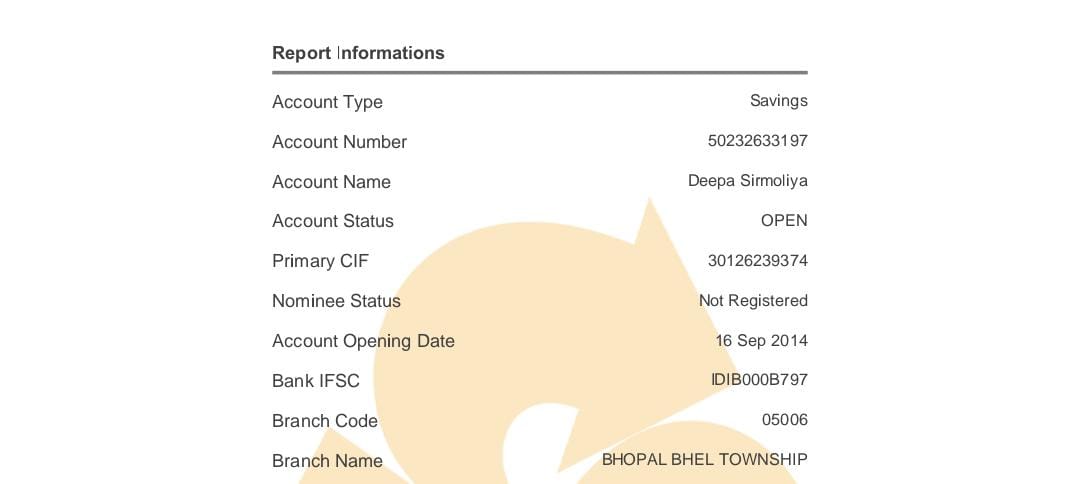 Report Informations
Account Type Savings
Account Number 50232633197
Account Name Deepa Sirmoliya
Account Status OPEN
Primary CIF 30126239374
Nominee Status Not Registered
Account Opening Date 16 Sep 2014
Bank IFSC IDIB000B797
Branch Code 05006
Branch Name BHOPAL BHEL TOWNSHIP